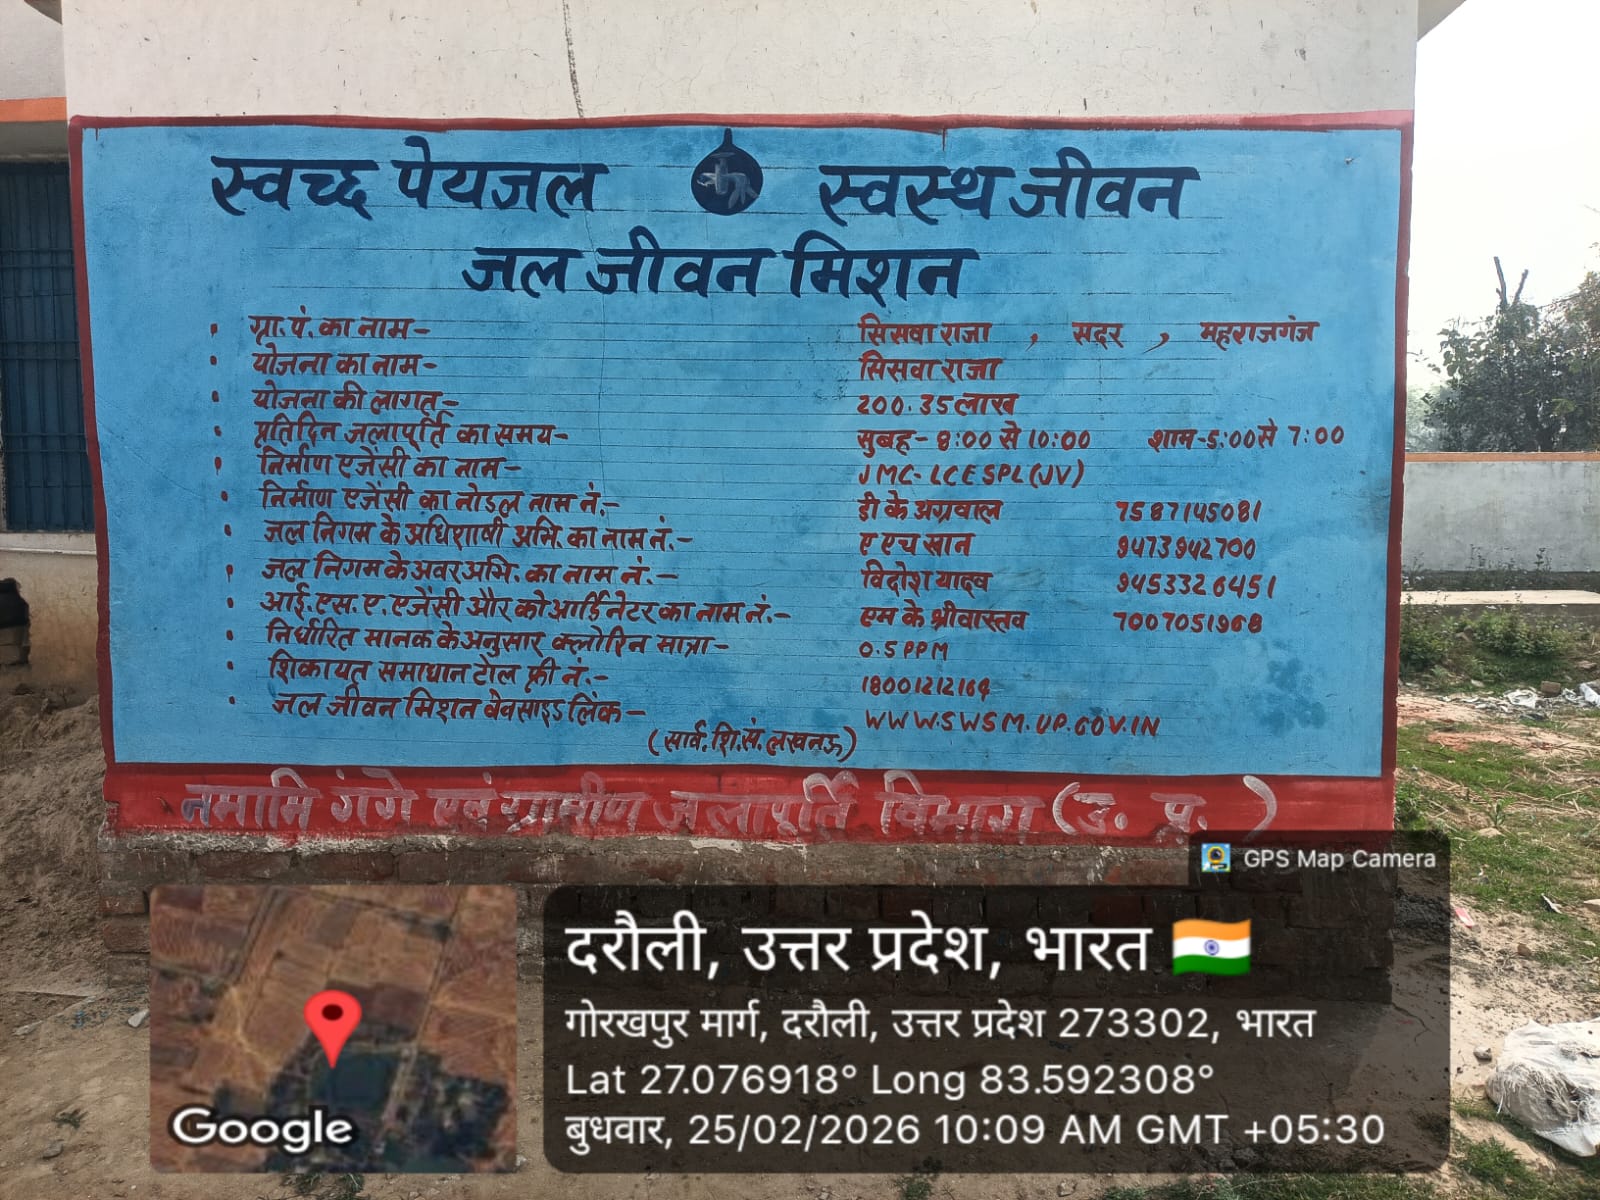 स्वच्छ पेयजल स्वस्थ जीवन
जल जीवन मिशन
ग्रा.पं. का नाम- सिसवा राजा , सदर , महराजगंज
योजना का नाम- सिसवा राजा
योजना की लागत- 200.35 लाख
प्रतिदिन जलापूर्ति का समय- सुबह- 8:00 से 10:00 शाम-5:00 से 7:00
निर्माण एजेंसी का नाम- JMC-LCESPL(JV)
निर्माण एजेंसी का नोडल नाम नं.- डी के अग्रवाल 7587145081
जल निगम के अधिशाषी अभि. का नाम नं.- ए एच खान 9473942700
जल निगम के अवर अभि. का नाम नं.- विदोश यादव 9453326451
आई.एस.ए. एजेंसी और कोआर्डिनेटर का नाम नं.- एम के श्रीवास्तव 7007051968
निर्धारित मानक के अनुसार क्लोरिन मात्रा- 0.5 PPM
शिकायत समाधान टोल फ्री नं.- 18001212164
जल जीवन मिशन वेबसाइड लिंक- WWW.SWSM.UP.GOV.IN
(सार्व. शि.सं. लखनऊ)
नमामि गंगे एवं ग्रामीण जलापूर्ति विभाग (उ. प्र. )
GPS Map Camera
दरौली, उत्तर प्रदेश, भारत
गोरखपुर मार्ग, दरौली, उत्तर प्रदेश 273302, भारत
Lat 27.076918° Long 83.592308°
बुधवार, 25/02/2026 10:09 AM GMT +05:30
Google